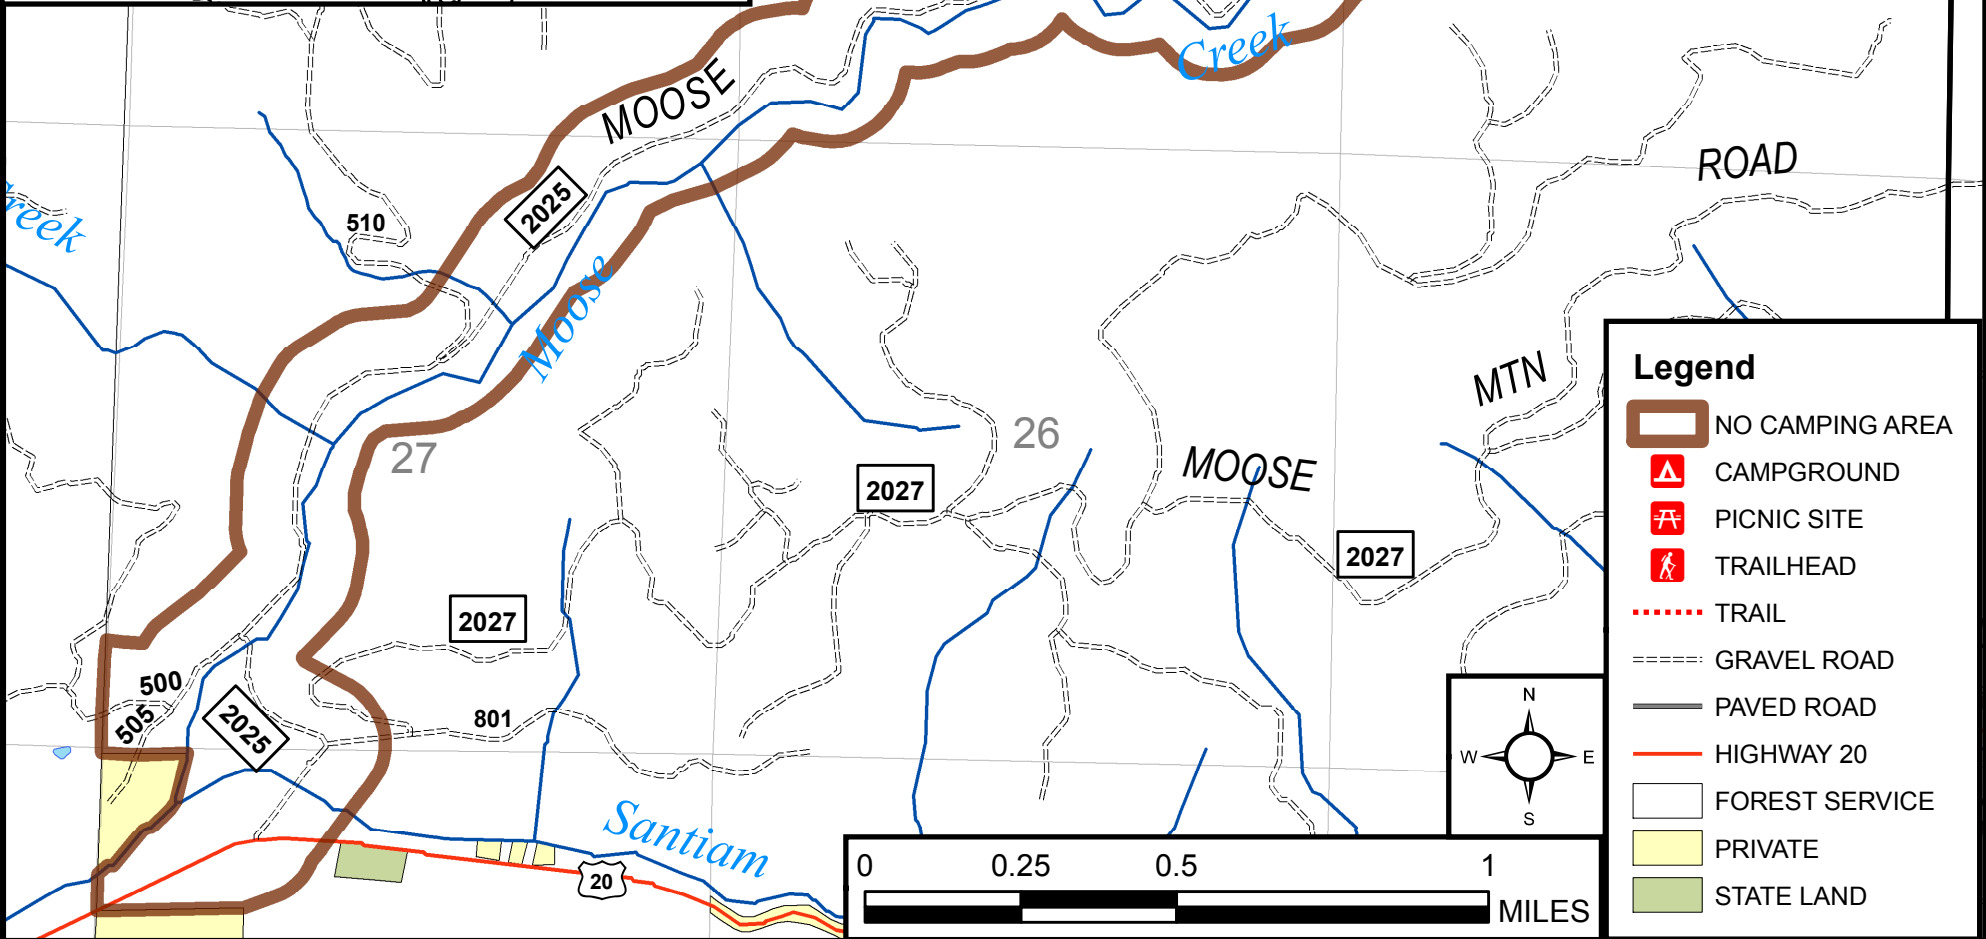 Creek
MOOSE
ROAD
2025
510
reek
Moose
MTN
27
26
MOOSE
2027
2027
2027
500
505
2025
801
Santiam
20
Legend
NO CAMPING AREA
CAMPGROUND
PICNIC SITE
TRAILHEAD
TRAIL
GRAVEL ROAD
PAVED ROAD
HIGHWAY 20
FOREST SERVICE
PRIVATE
STATE LAND
N
W E
S
0 0.25 0.5 1
MILES